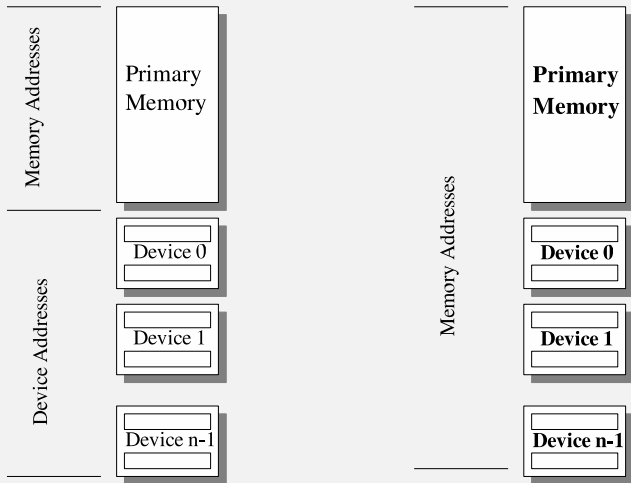 Memory Addresses
Primary
Memory
Device Addresses
Device 0
Device 1
Device n-1
Memory Addresses
Primary
Memory
Device 0
Device 1
Device n-1